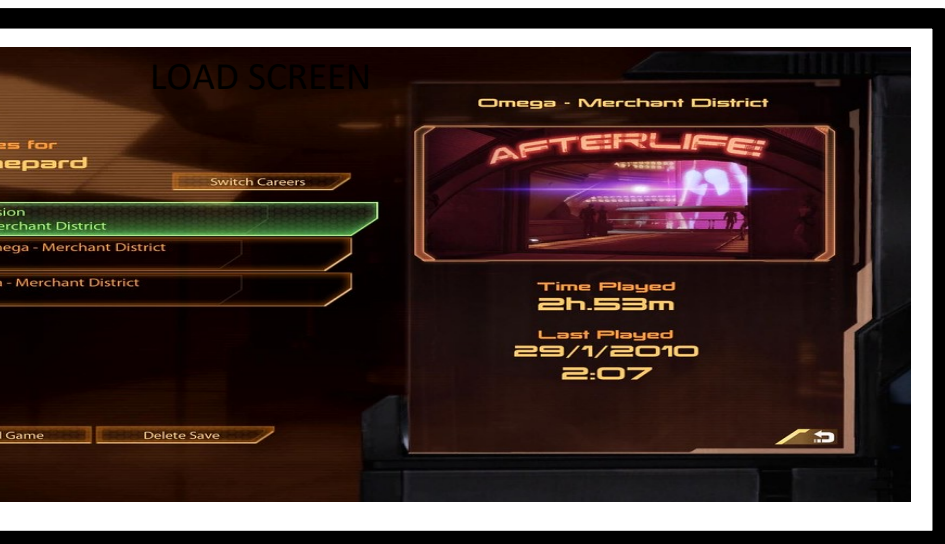 LOAD SCREEN
es for
epard
Switch Careers
sion
erchant District
ega - Merchant District
- Merchant District
Game
Delete Save
Omega - Merchant District
AFTERLIFE
Time Played
2h.53m
Last Played
29/1/2010
2:07